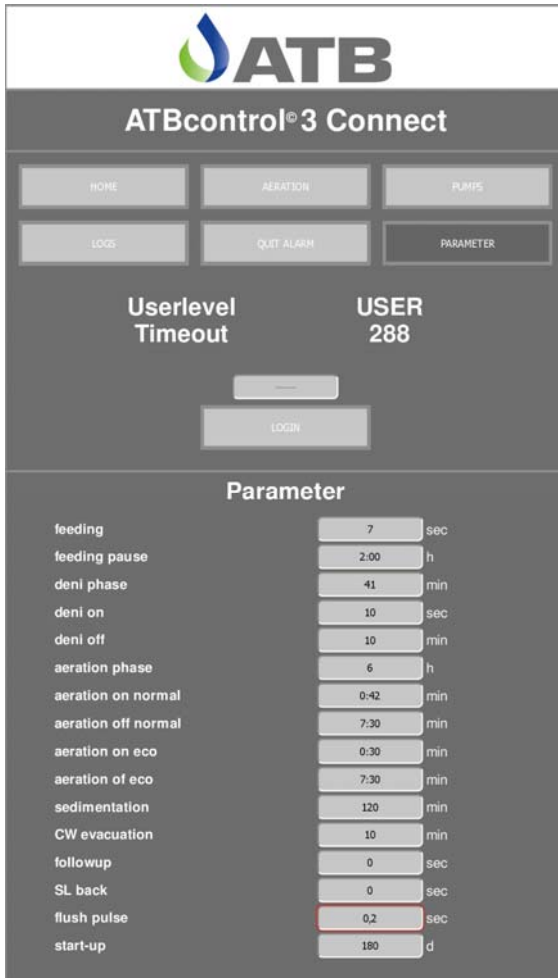 ATB
ATBcontrol© 3 Connect
HOME AERATION PUMPS
LOGS QUIT ALARM PARAMETER
Userlevel USER
Timeout 288
LOGIN
Parameter
feeding 7 sec
feeding pause 2:00 h
deni phase 41 min
deni on 10 sec
deni off 10 min
aeration phase 6 h
aeration on normal 0:42 min
aeration off normal 7:30 min
aeration on eco 0:30 min
aeration of eco 7:30 min
sedimentation 120 min
CW evacuation 10 min
followup 0 sec
SL back 0 sec
flush pulse 0,2 sec
start-up 180 d